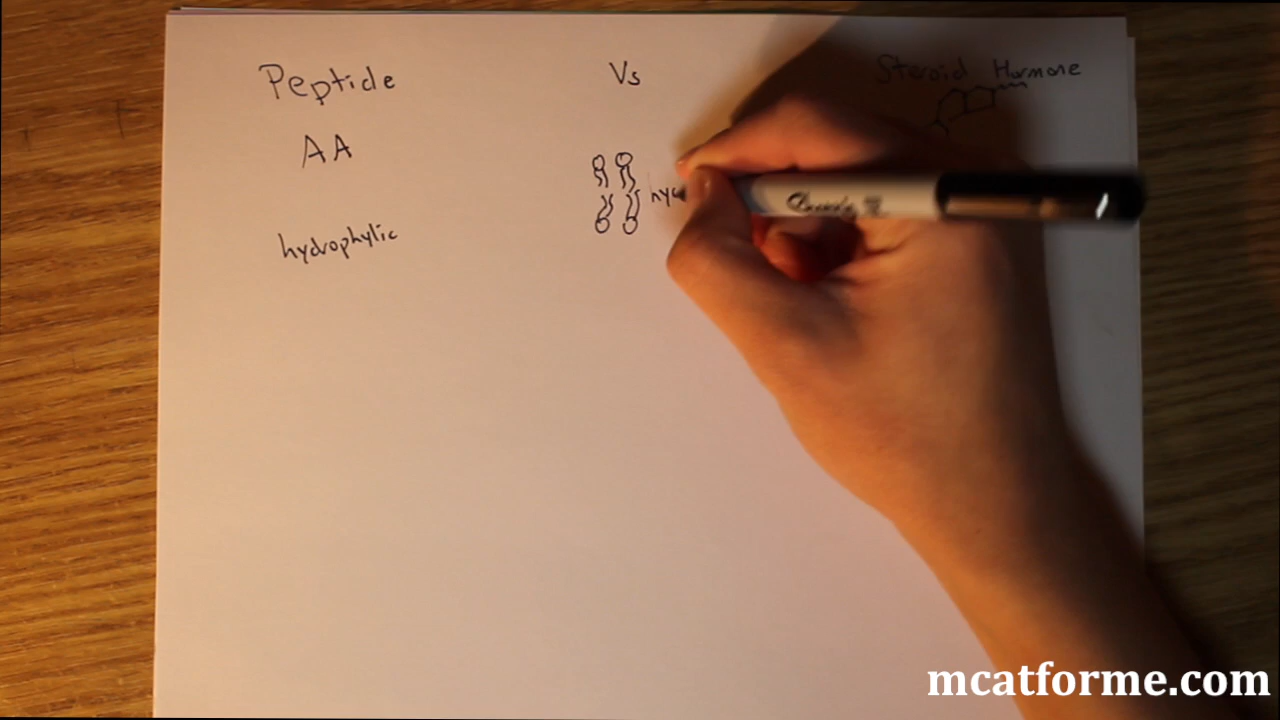 Peptide Vs Steroid Hormone
AA
hydrophylic
mcatforme.com